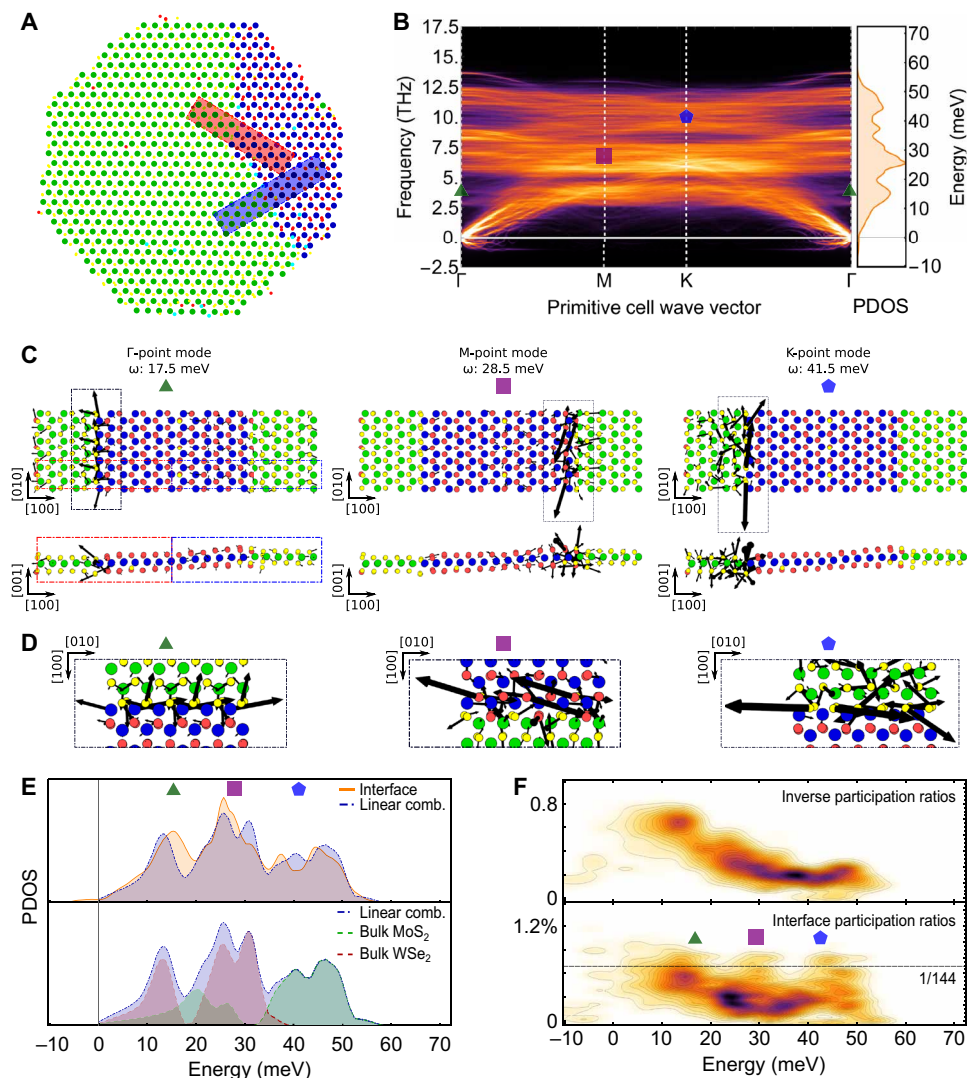 A
B
17.5
15.0
12.5
10.
7.5
5.
2.5
0.
−2.5
Frequency (THz)
Γ
M
K
Γ
Primitive cell wave vector
PDOS
70
60
50
40
30
20
10
0
−10
Energy (meV)
C
Γ-point mode
ω: 17.5 meV
M-point mode
ω: 28.5 meV
K-point mode
ω: 41.5 meV
[010]
[100]
[010]
[100]
[010]
[100]
[001]
[100]
[001]
[100]
[001]
[100]
D
[010]
[100]
[010]
[100]
[010]
[100]
E
Interface
Linear comb.
Linear comb.
Bulk MoS2
Bulk WSe2
PDOS
−10 0 10 20 30 40 50 60 70
Energy (meV)
F
0.8
Inverse participation ratios
0
1.2%
Interface participation ratios
1/144
0
−10 0 10 20 30 40 50 60 70
Energy (meV)